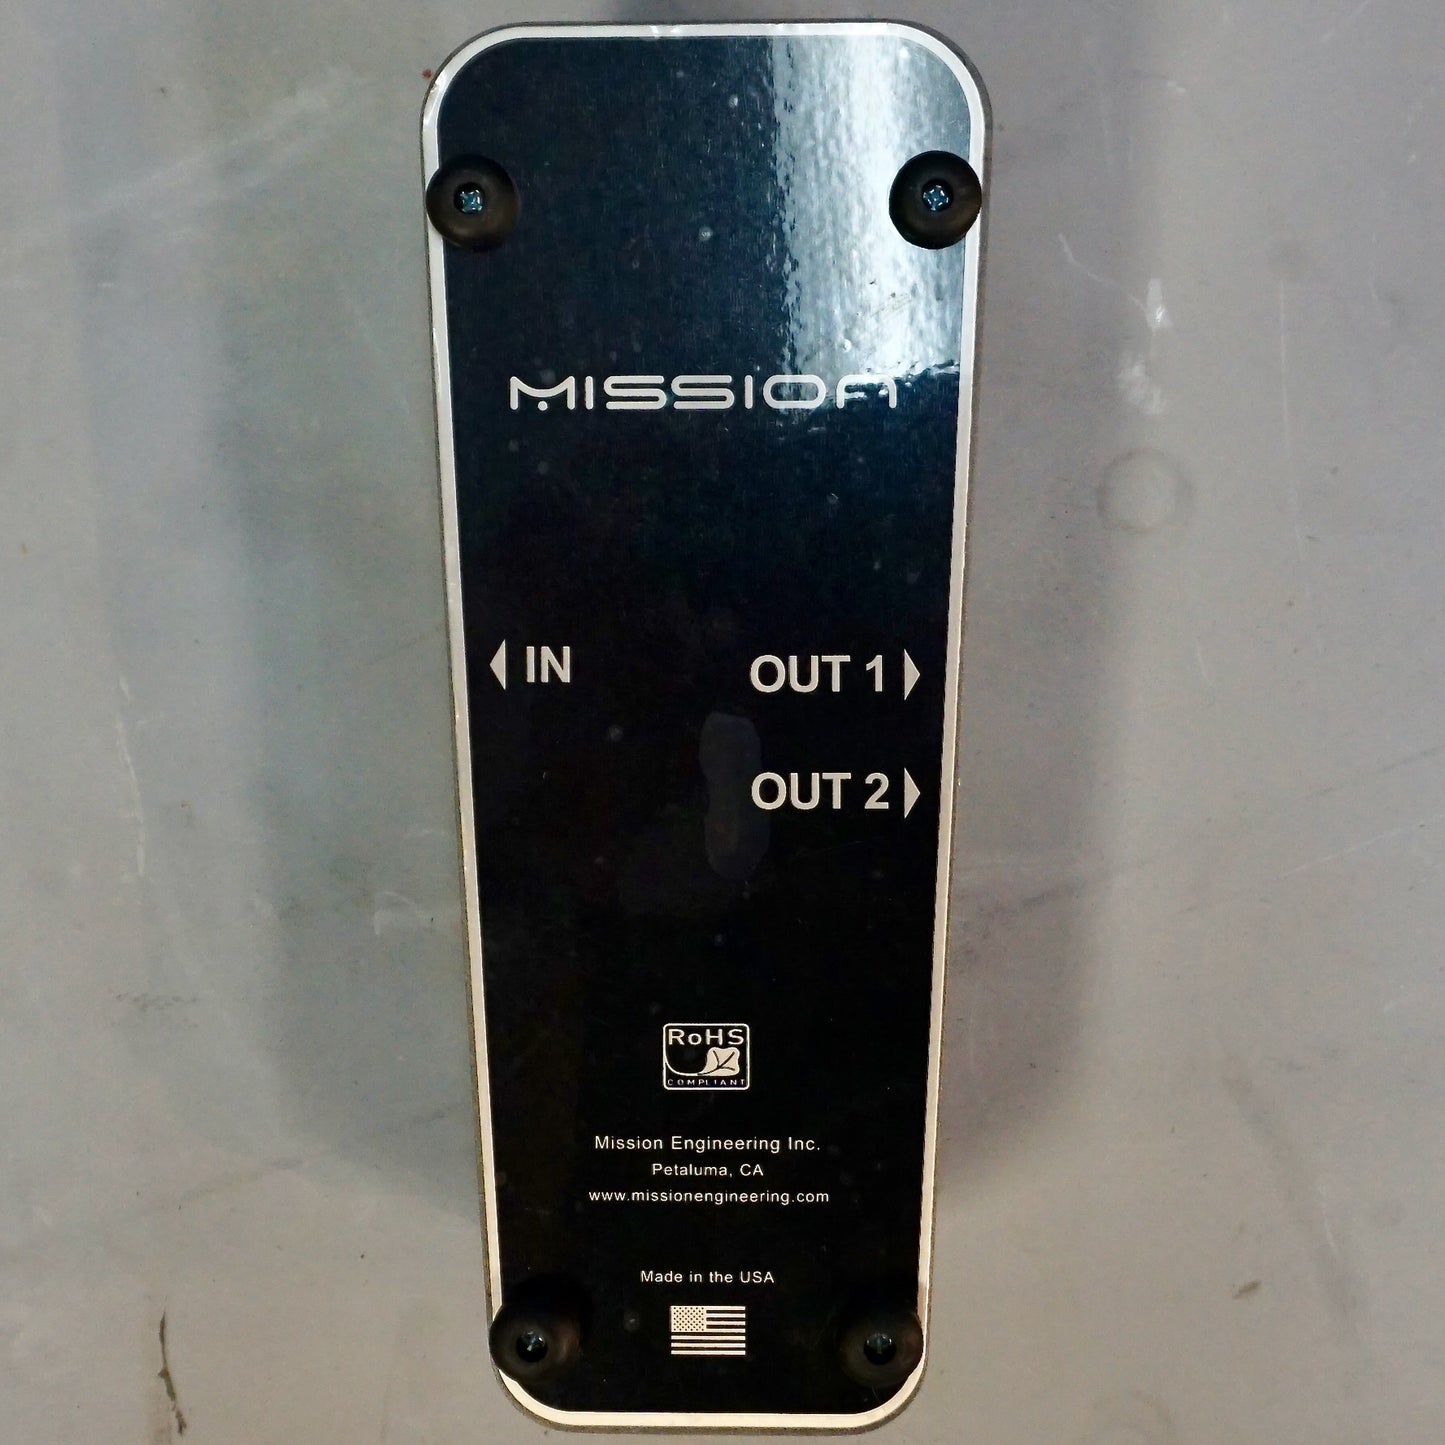 MISSION
IN OUT 1
OUT 2
RoHS
COMPLIANT
Mission Engineering Inc.
Petaluma, CA
www.missionengineering.com
Made in the USA